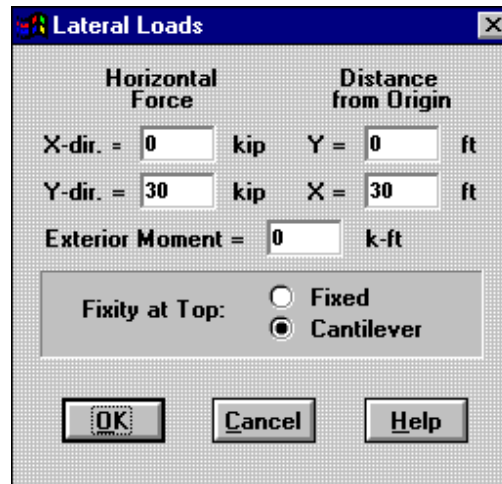 Lateral Loads
Horizontal Force
Distance from Origin
X-dir. = 0 kip Y = 0 ft
Y-dir. = 30 kip X = 30 ft
Exterior Moment = 0 k-ft
Fixity at Top:
Fixed
Cantilever
OK Cancel Help